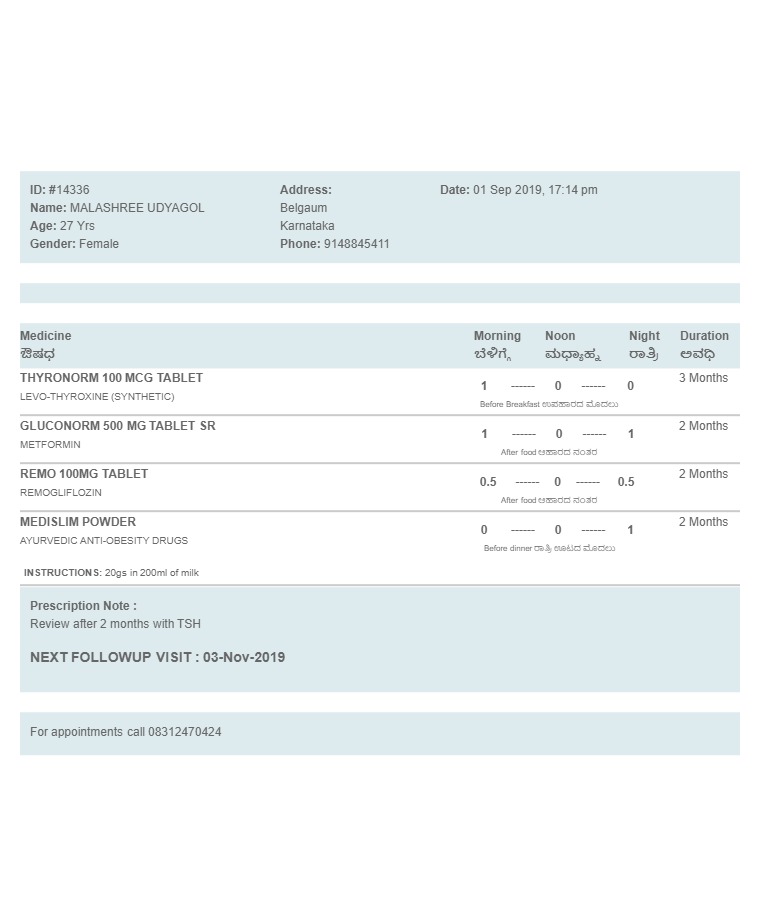 ID: #14336
Name: MALASHREE UDYAGOL
Age: 27 Yrs
Gender: Female
Address:
Belgaum
Karnataka
Phone: 9148845411
Date: 01 Sep 2019, 17:14 pm
Medicine Morning Noon Night Duration
ಔಷಧ ಬೆಳಿಗ್ಗೆ ಮಧ್ಯಾಹ್ನ ರಾತ್ರಿ ಅವಧಿ
THYRONORM 100 MCG TABLET 1 ------ 0 ------ 0 3 Months
LEVO-THYROXINE (SYNTHETIC)
Before Breakfast ಉಪಹಾರದ ಮೊದಲು
GLUCONORM 500 MG TABLET SR 1 ------ 0 ------ 1 2 Months
METFORMIN
After food ಆಹಾರದ ನಂತರ
REMO 100MG TABLET 0.5 ------ 0 ------ 0.5 2 Months
REMOGLIFLOZIN
After food ಆಹಾರದ ನಂತರ
MEDISLIM POWDER 0 ------ 0 ------ 1 2 Months
AYURVEDIC ANTI-OBESITY DRUGS
Before dinner ರಾತ್ರಿ ಊಟದ ಮೊದಲು
INSTRUCTIONS: 20gs in 200ml of milk
Prescription Note :
Review after 2 months with TSH
NEXT FOLLOWUP VISIT : 03-Nov-2019
For appointments call 08312470424